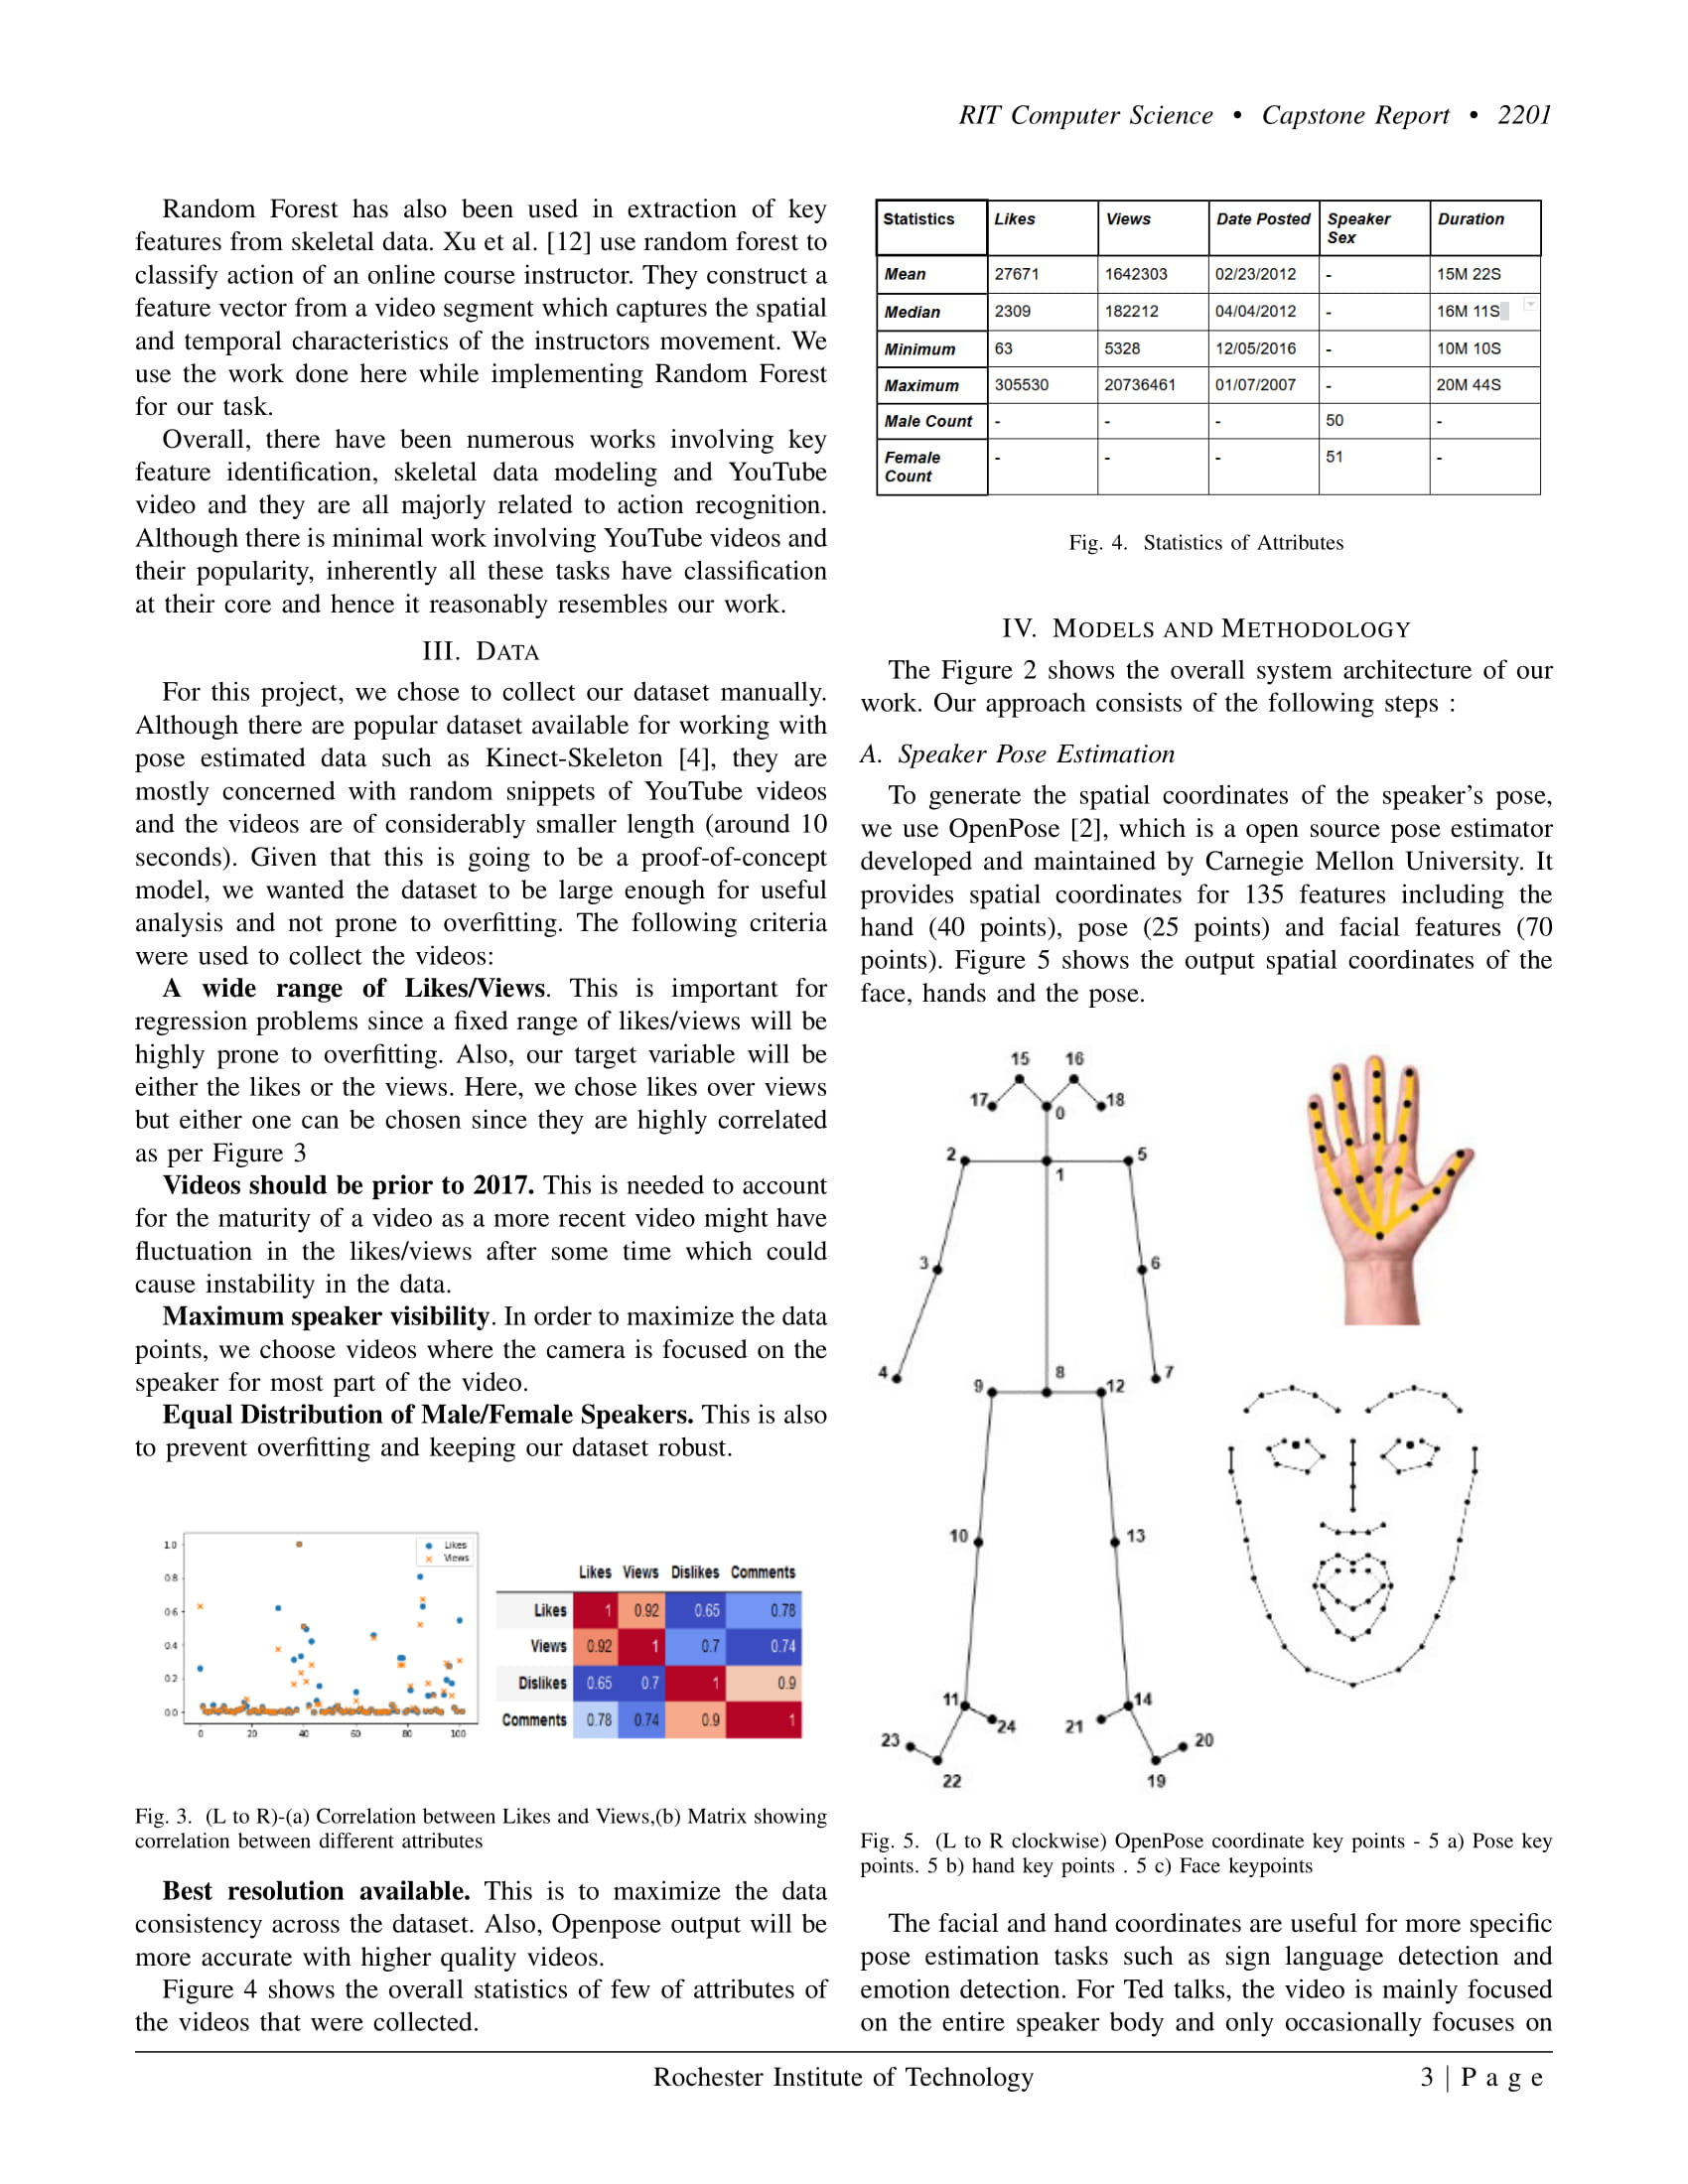 RIT Computer Science • Capstone Report • 2201
Random Forest has also been used in extraction of key
features from skeletal data. Xu et al. [12] use random forest to
classify action of an online course instructor. They construct a
feature vector from a video segment which captures the spatial
and temporal characteristics of the instructors movement. We
use the work done here while implementing Random Forest
for our task.
Overall, there have been numerous works involving key
feature identification, skeletal data modeling and YouTube
video and they are all majorly related to action recognition.
Although there is minimal work involving YouTube videos and
their popularity, inherently all these tasks have classification
at their core and hence it reasonably resembles our work.
III. DATA
For this project, we chose to collect our dataset manually.
Although there are popular dataset available for working with
pose estimated data such as Kinect-Skeleton [4], they are
mostly concerned with random snippets of YouTube videos
and the videos are of considerably smaller length (around 10
seconds). Given that this is going to be a proof-of-concept
model, we wanted the dataset to be large enough for useful
analysis and not prone to overfitting. The following criteria
were used to collect the videos:
A wide range of Likes/Views. This is important for
regression problems since a fixed range of likes/views will be
highly prone to overfitting. Also, our target variable will be
either the likes or the views. Here, we chose likes over views
but either one can be chosen since they are highly correlated
as per Figure 3
Videos should be prior to 2017. This is needed to account
for the maturity of a video as a more recent video might have
fluctuation in the likes/views after some time which could
cause instability in the data.
Maximum speaker visibility. In order to maximize the data
points, we choose videos where the camera is focused on the
speaker for most part of the video.
Equal Distribution of Male/Female Speakers. This is also
to prevent overfitting and keeping our dataset robust.
1.0
0.8
0.6
0.4
0.2
0.0
0 20 40 60 80 100
Likes
Views
Likes Views Dislikes Comments
Likes 1 0.92 0.65 0.78
Views 0.92 1 0.7 0.74
Dislikes 0.65 0.7 1 0.9
Comments 0.78 0.74 0.9 1
Fig. 3. (L to R)-(a) Correlation between Likes and Views,(b) Matrix showing
correlation between different attributes
Best resolution available. This is to maximize the data
consistency across the dataset. Also, Openpose output will be
more accurate with higher quality videos.
Figure 4 shows the overall statistics of few of attributes of
the videos that were collected.
Statistics Likes Views Date Posted Speaker Sex Duration
Mean 27671 1642303 02/23/2012 - 15M 22S
Median 2309 182212 04/04/2012 - 16M 11S
Minimum 63 5328 12/05/2016 - 10M 10S
Maximum 305530 20736461 01/07/2007 - 20M 44S
Male Count - - - 50 -
Female Count - - - 51 -
Fig. 4. Statistics of Attributes
IV. MODELS AND METHODOLOGY
The Figure 2 shows the overall system architecture of our
work. Our approach consists of the following steps :
A. Speaker Pose Estimation
To generate the spatial coordinates of the speaker's pose,
we use OpenPose [2], which is a open source pose estimator
developed and maintained by Carnegie Mellon University. It
provides spatial coordinates for 135 features including the
hand (40 points), pose (25 points) and facial features (70
points). Figure 5 shows the output spatial coordinates of the
face, hands and the pose.
15 16
17 0 18
2 1 5
3 6
4 7
9 8 12
10 13
11 14
24 21
23 20
22 19
Fig. 5. (L to R clockwise) OpenPose coordinate key points - 5 a) Pose key
points. 5 b) hand key points . 5 c) Face keypoints
The facial and hand coordinates are useful for more specific
pose estimation tasks such as sign language detection and
emotion detection. For Ted talks, the video is mainly focused
on the entire speaker body and only occasionally focuses on
Rochester Institute of Technology
3 | P a g e